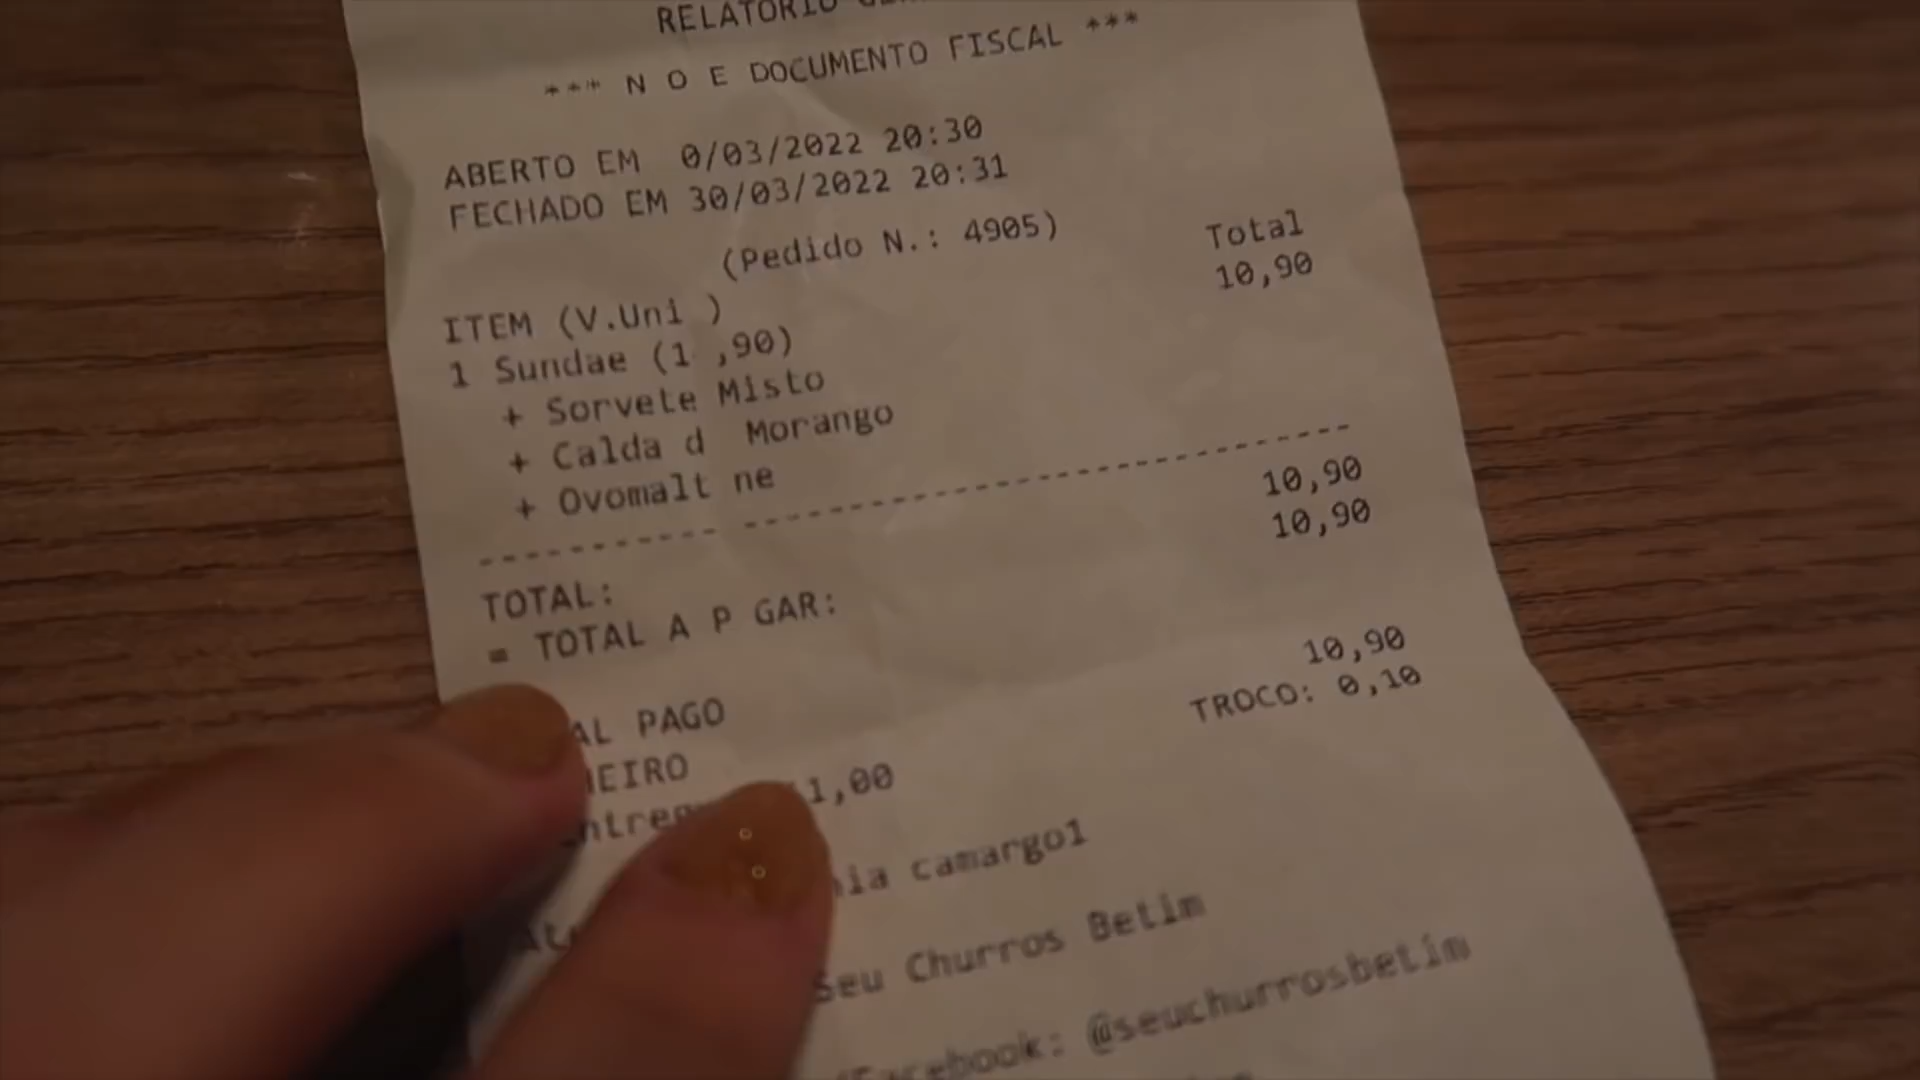 RELATORIO
*** N O E DOCUMENTO FISCAL ***
ABERTO EM 0/03/2022 20:30
FECHADO EM 30/03/2022 20:31
(Pedido N.: 4905)
ITEM (V.Uni ) Total
1 Sundae (1 ,90) 10,90
+ Sorvete Misto
+ Calda d Morango
+ Ovomalt ne
TOTAL: 10,90
= TOTAL A P GAR: 10,90
AL PAGO 10,90
EIRO TROCO: 0,10
1,00
camargo1
Seu Churros Betim
@seuchurrosbetim